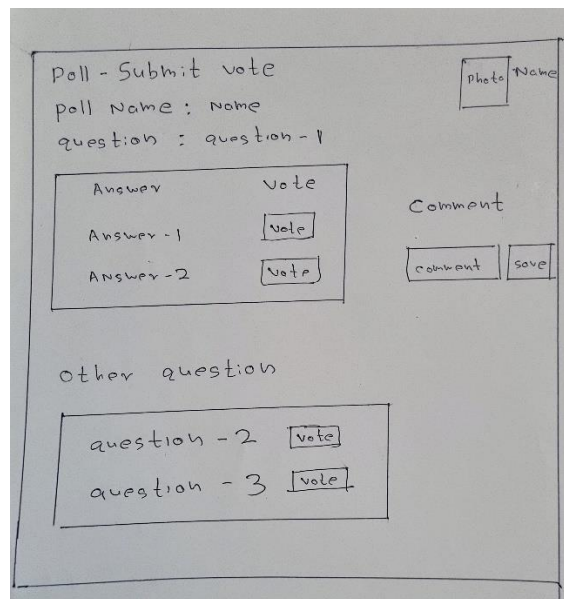 Poll - Submit vote
Photo Name
poll Name : Name
question : question - 1
Answer Vote
Answer - 1 Vote
Answer - 2 Vote
Comment
comment save
Other question
question - 2 vote
question - 3 vote